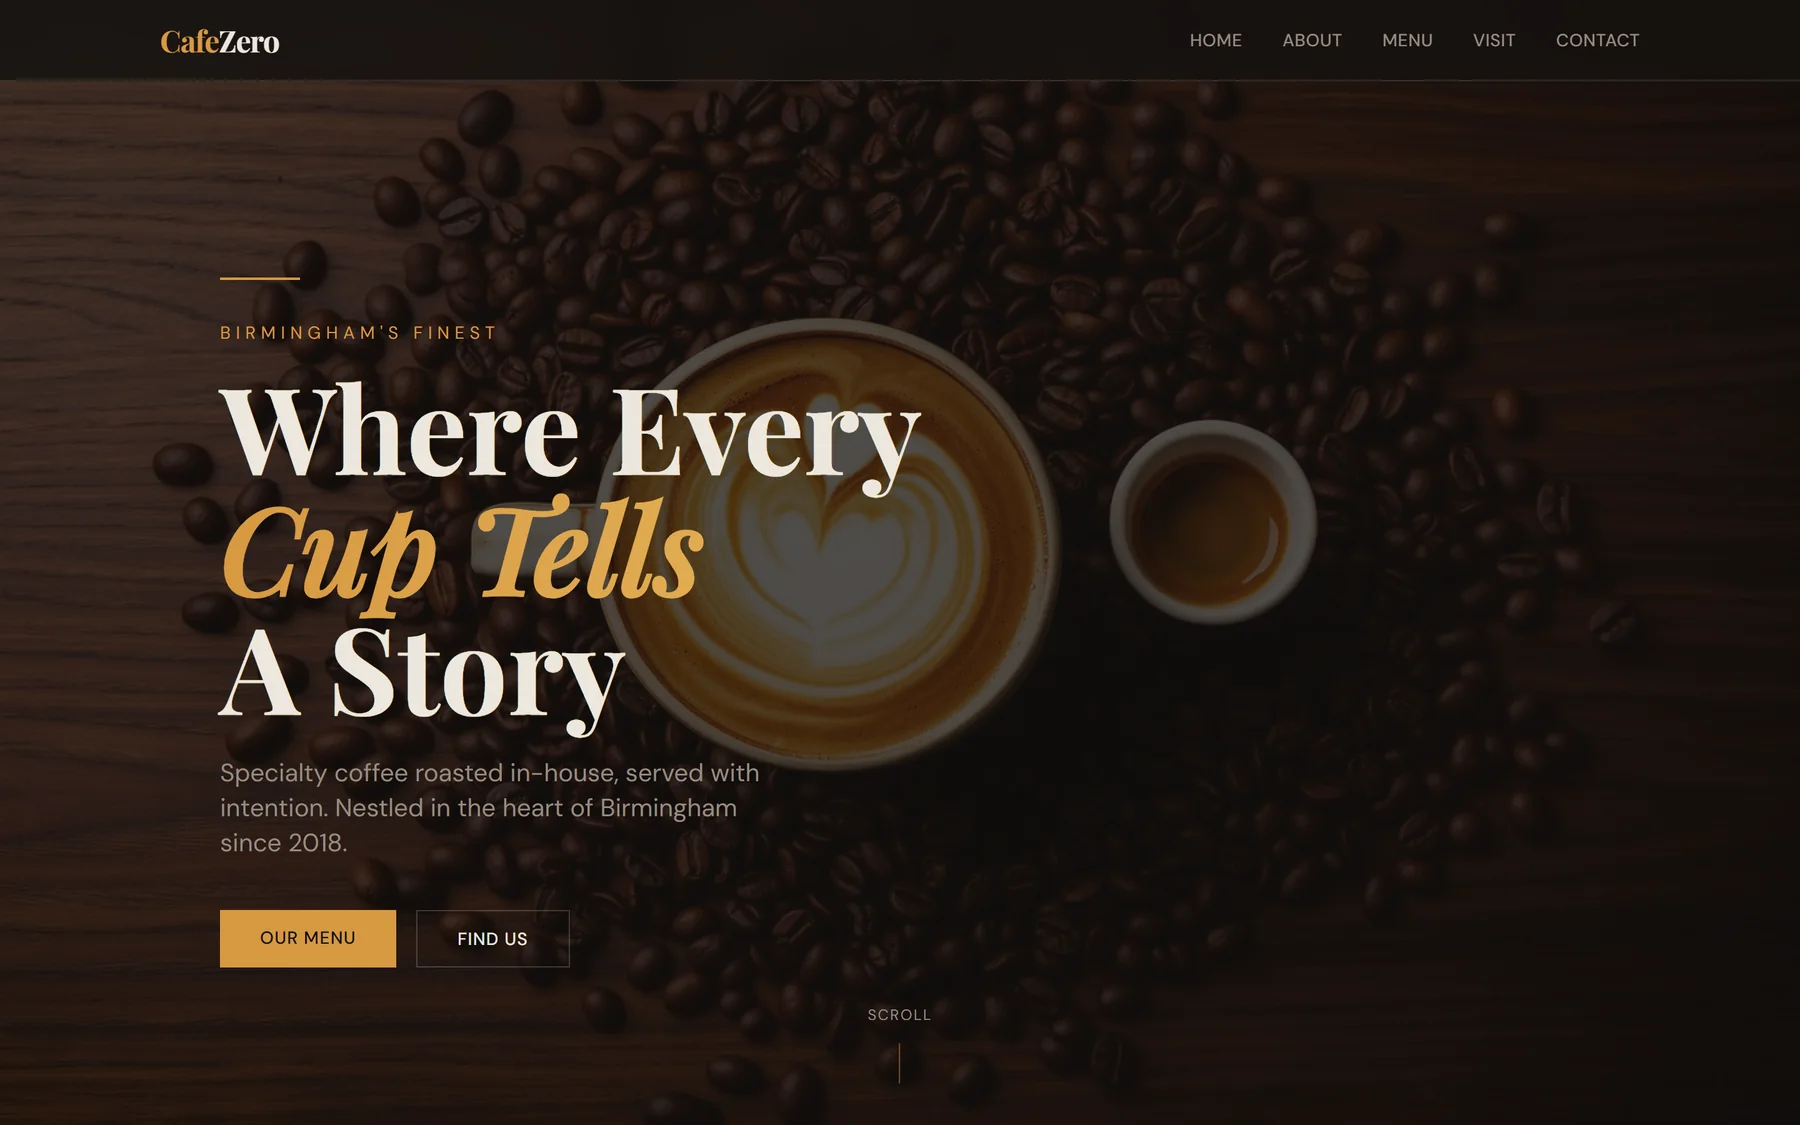 CafeZero
HOME ABOUT MENU VISIT CONTACT
BIRMINGHAM'S FINEST
Where Every
Cup Tells
A Story
Specialty coffee roasted in-house, served with
intention. Nestled in the heart of Birmingham
since 2018.
OUR MENU FIND US
SCROLL